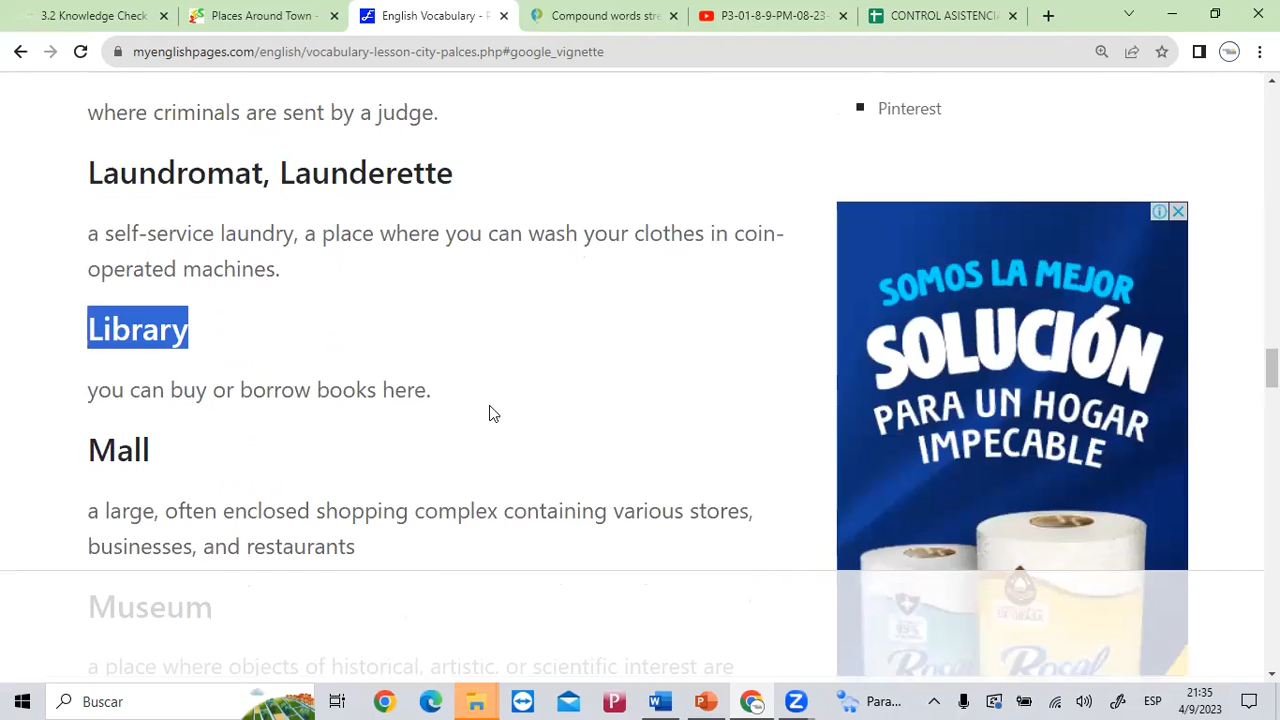 3.2 Knowledge Check
Places Around Town -
English Vocabulary - P
Compound words stre
P3-01-8-9-PM-08-23-
CONTROL ASISTENCIA
myenglishpages.com/english/vocabulary-lesson-city-palces.php#google_vignette
where criminals are sent by a judge.
Pinterest
Laundromat, Launderette
a self-service laundry, a place where you can wash your clothes in coin-
operated machines.
Library
you can buy or borrow books here.
Mall
a large, often enclosed shopping complex containing various stores,
businesses, and restaurants
Museum
a place where objects of historical, artistic, or scientific interest are
SOMOS LA MEJOR
SOLUCIÓN
PARA UN HOGAR
IMPECABLE
Rosal
Rosal
Buscar
Para...
ESP
21:35
4/9/2023